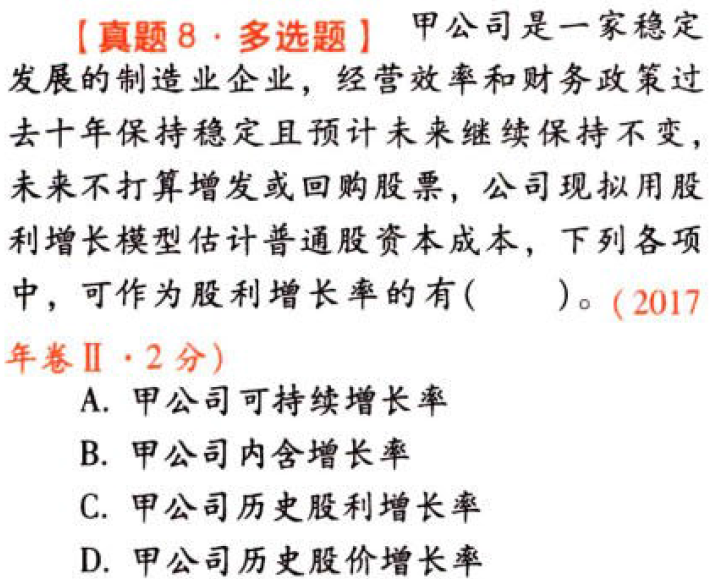 【真题8·多选题】 甲公司是一家稳定
发展的制造业企业，经营效率和财务政策过
去十年保持稳定且预计未来继续保持不变，
未来不打算增发或回购股票，公司现拟用股
利增长模型估计普通股资本成本，下列各项
中，可作为股利增长率的有(　　)。(2017
年卷Ⅱ·2分)
A. 甲公司可持续增长率
B. 甲公司内含增长率
C. 甲公司历史股利增长率
D. 甲公司历史股价增长率